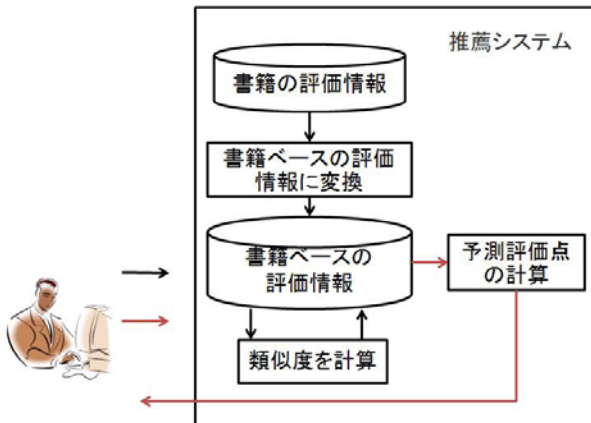 推薦システム
書籍の評価情報
書籍ベースの評価
情報に変換
書籍ベースの
評価情報
予測評価点
の計算
類似度を計算